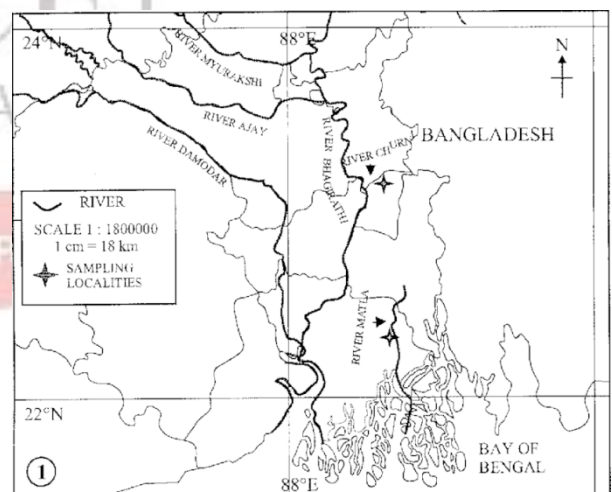 24°N
88°E
N
RIVER MYURAKSHI
RIVER AJAY
RIVER DAMODAR
RIVER BHAGIRATHI
RIVER CHURNI
BANGLADESH
RIVER
SCALE 1 : 1800000
1 cm = 18 km
SAMPLING
LOCALITIES
RIVER MATLA
22°N
BAY OF
BENGAL
1
88°E